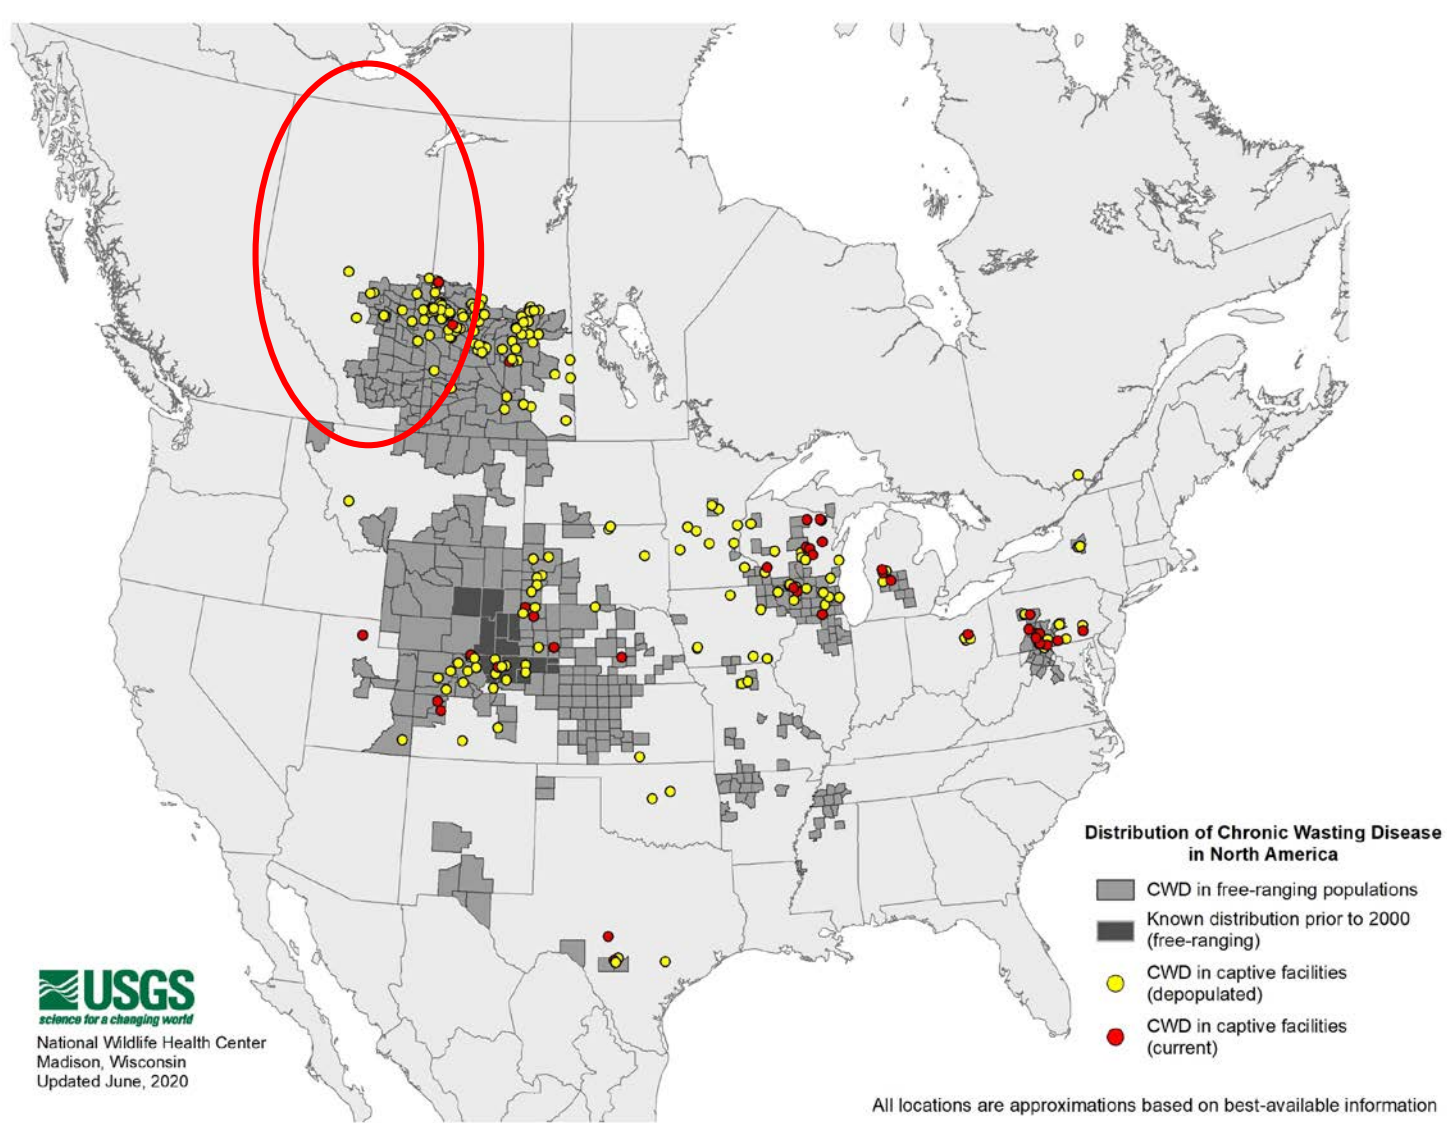 Distribution of Chronic Wasting Disease
in North America
CWD in free-ranging populations
Known distribution prior to 2000
(free-ranging)
CWD in captive facilities
(depopulated)
CWD in captive facilities
(current)
USGS
science for a changing world
National Wildlife Health Center
Madison, Wisconsin
Updated June, 2020
All locations are approximations based on best-available information